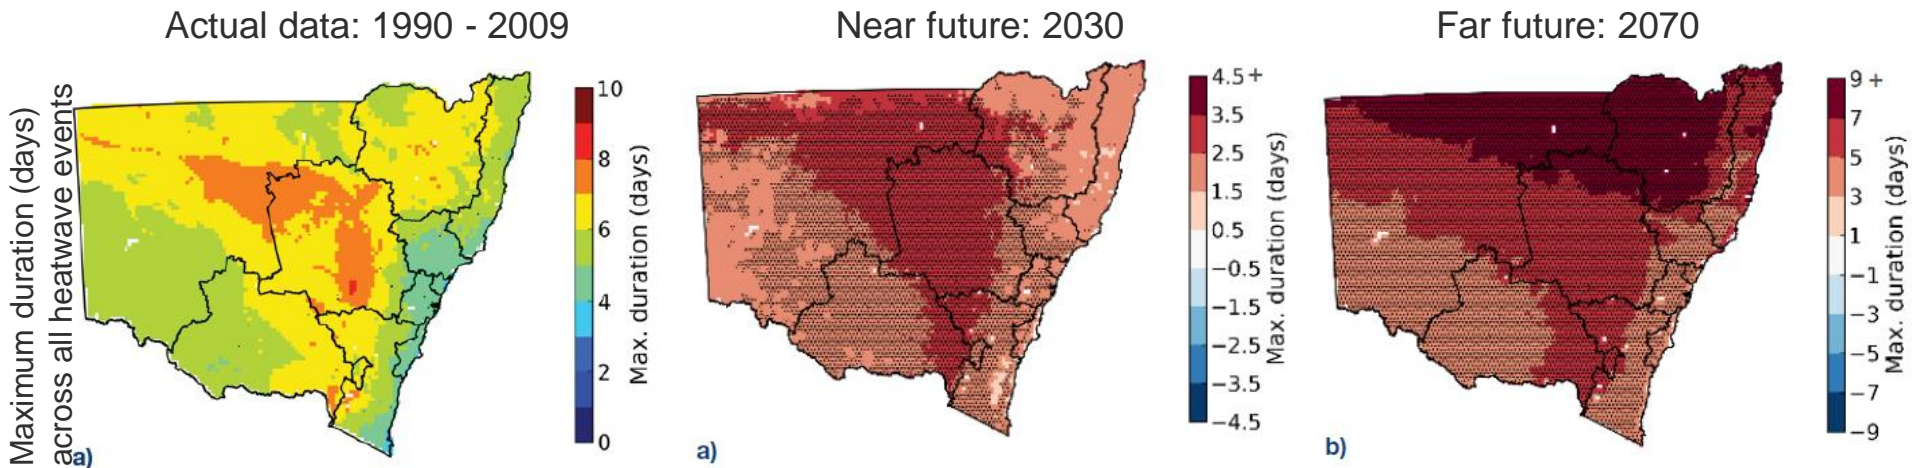 Actual data: 1990 - 2009
Near future: 2030
Far future: 2070
Maximum duration (days)
across all heatwave events
10
8
6
4
2
0
Max. duration (days)
a)
4.5+
3.5
2.5
1.5
0.5
−0.5
−1.5
−2.5
−3.5
−4.5
Max. duration (days)
a)
9+
7
5
3
1
−1
−3
−5
−7
−9
Max. duration (days)
b)